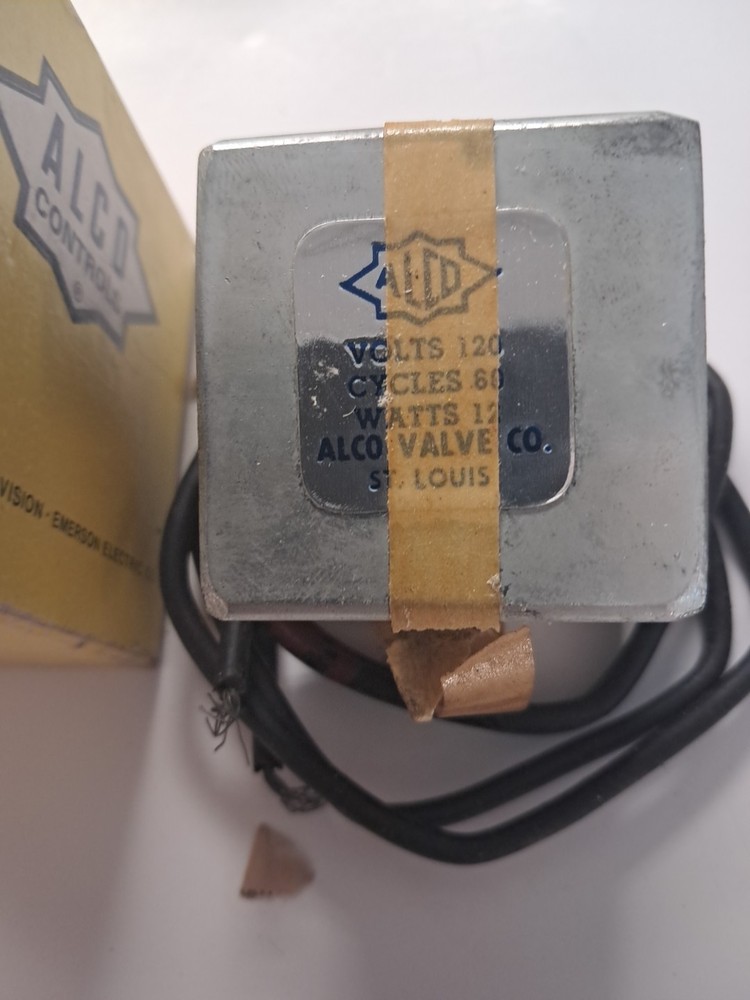 ALCO
CONTROLS
®
VISION - EMERSON ELECTRIC
ALCO
VOLTS 120
CYCLES 60
WATTS 12
ALCO VALVE CO.
ST. LOUIS